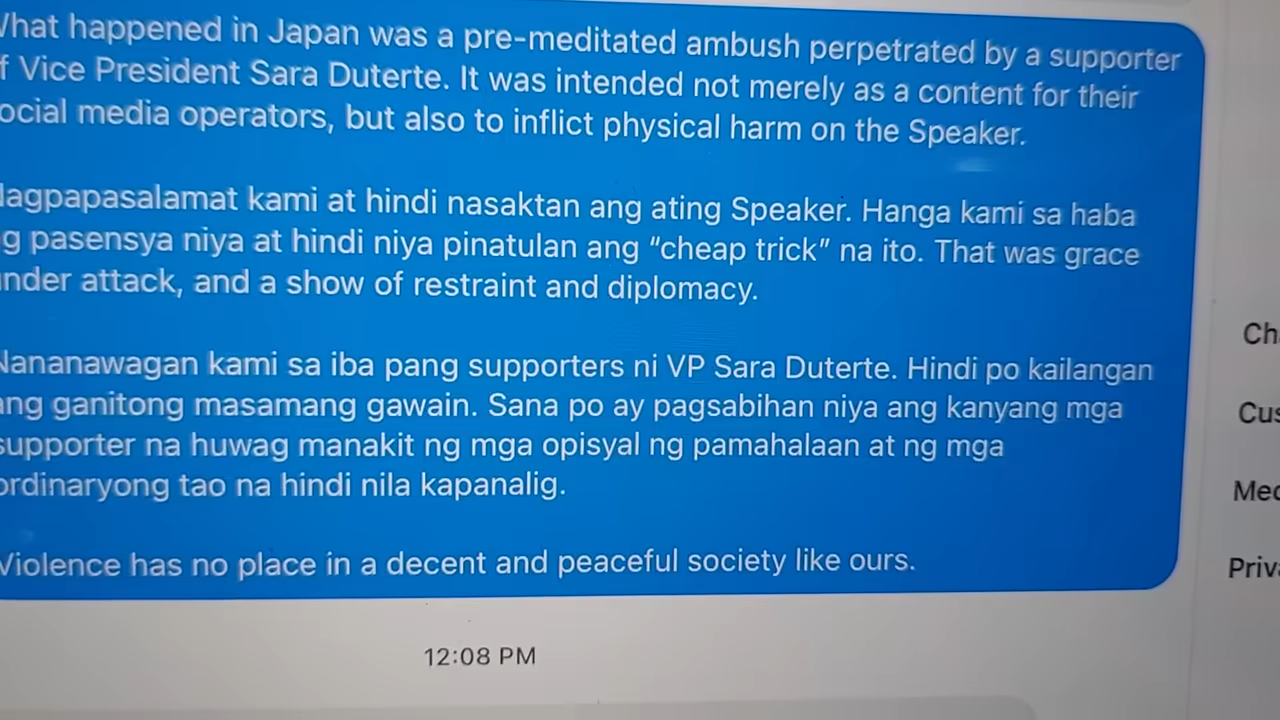 What happened in Japan was a pre-meditated ambush perpetrated by a supporter
f Vice President Sara Duterte. It was intended not merely as a content for their
ocial media operators, but also to inflict physical harm on the Speaker.
Nagpapasalamat kami at hindi nasaktan ang ating Speaker. Hanga kami sa haba
g pasensya niya at hindi niya pinatulan ang “cheap trick” na ito. That was grace
nder attack, and a show of restraint and diplomacy.
Nananawagan kami sa iba pang supporters ni VP Sara Duterte. Hindi po kailangan
ang ganitong masamang gawain. Sana po ay pagsabihan niya ang kanyang mga
supporter na huwag manakit ng mga opisyal ng pamahalaan at ng mga
ordinaryong tao na hindi nila kapanalig.
Violence has no place in a decent and peaceful society like ours.
12:08 PM
Ch
Cus
Med
Priva